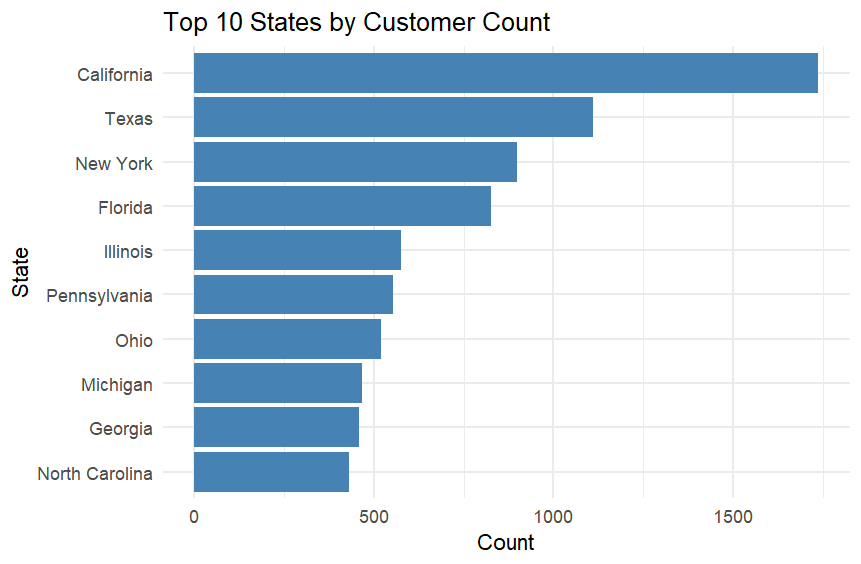 Top 10 States by Customer Count
California
Texas
New York
Florida
Illinois
Pennsylvania
Ohio
Michigan
Georgia
North Carolina
State
0 500 1000 1500
Count